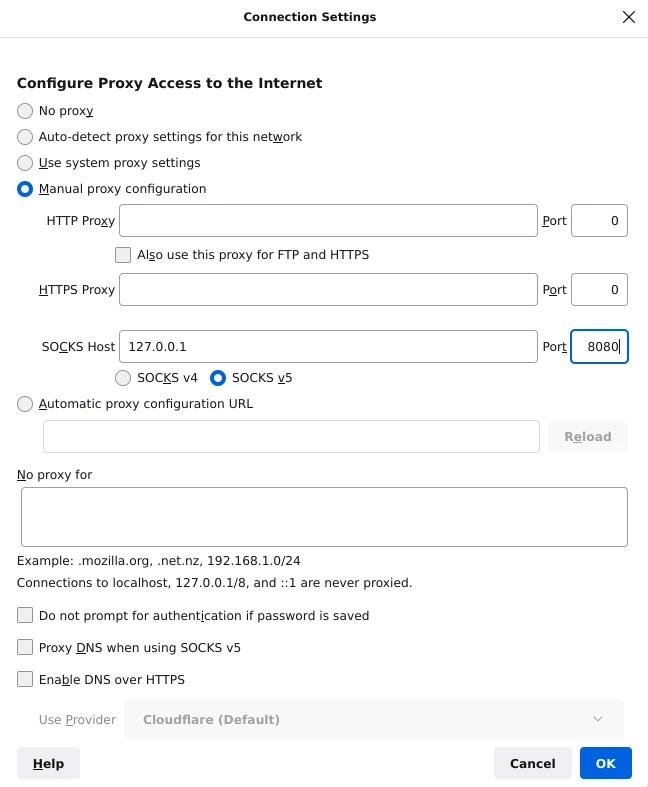 Connection Settings
Configure Proxy Access to the Internet
No proxy
Auto-detect proxy settings for this network
Use system proxy settings
Manual proxy configuration
HTTP Proxy Port 0
Also use this proxy for FTP and HTTPS
HTTPS Proxy Port 0
SOCKS Host 127.0.0.1 Port 8080
SOCKS v4 SOCKS v5
Automatic proxy configuration URL
Reload
No proxy for
Example: .mozilla.org, .net.nz, 192.168.1.0/24
Connections to localhost, 127.0.0.1/8, and ::1 are never proxied.
Do not prompt for authentication if password is saved
Proxy DNS when using SOCKS v5
Enable DNS over HTTPS
Use Provider Cloudflare (Default)
Help Cancel OK